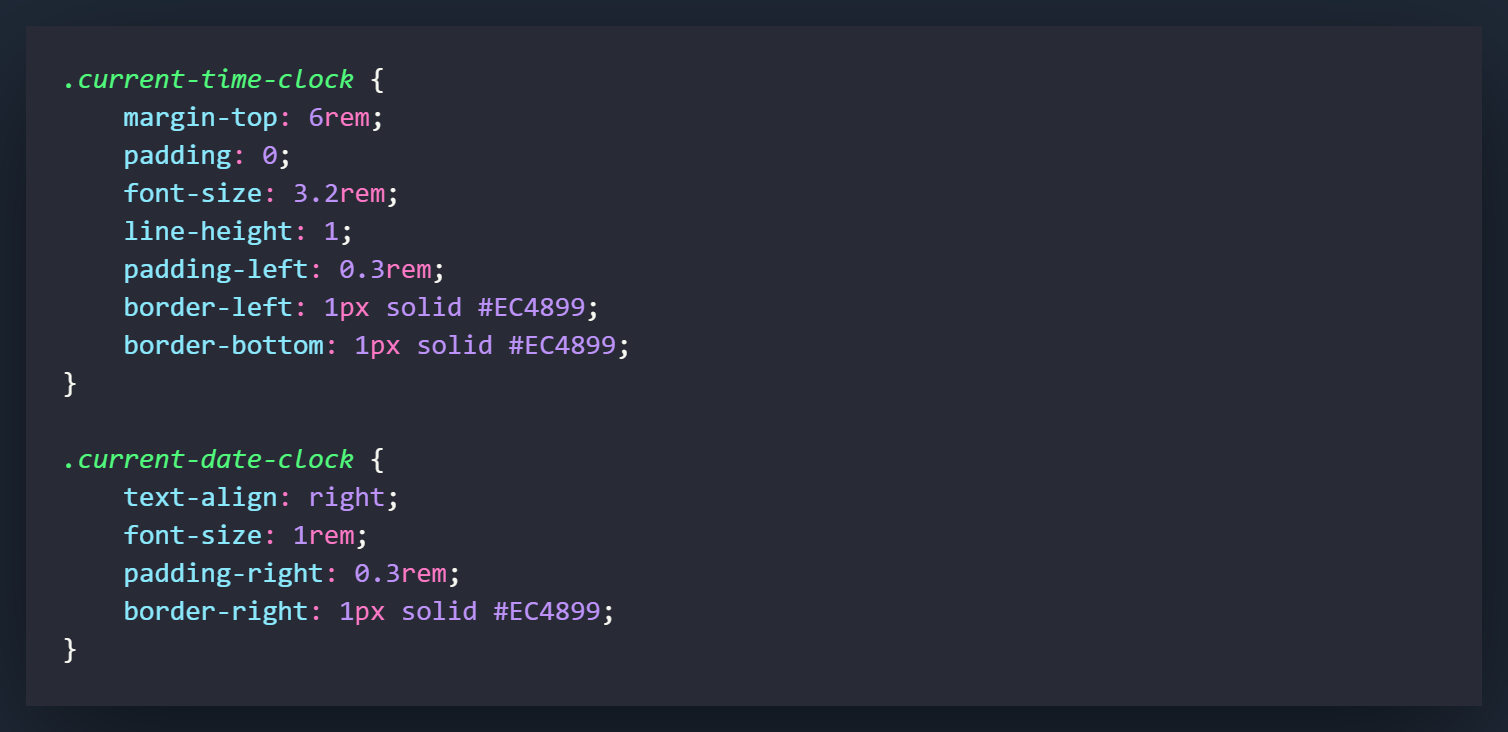 .current-time-clock {
    margin-top: 6rem;
    padding: 0;
    font-size: 3.2rem;
    line-height: 1;
    padding-left: 0.3rem;
    border-left: 1px solid #EC4899;
    border-bottom: 1px solid #EC4899;
}

.current-date-clock {
    text-align: right;
    font-size: 1rem;
    padding-right: 0.3rem;
    border-right: 1px solid #EC4899;
}